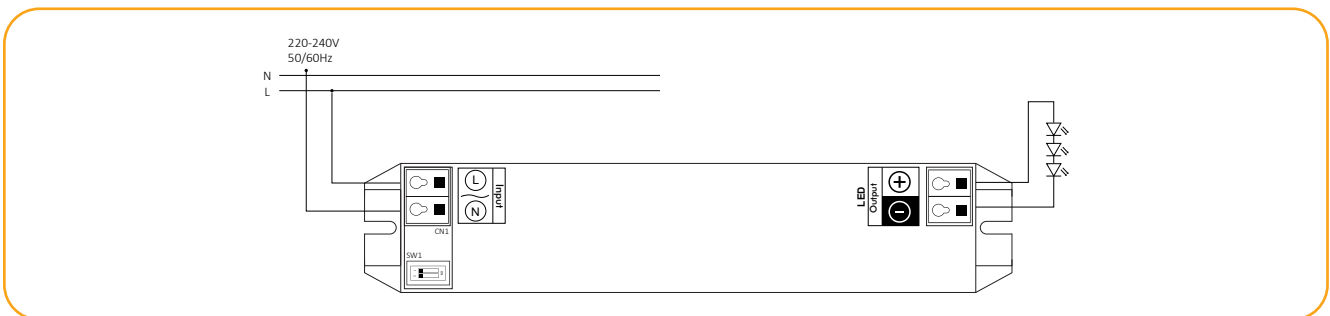 220-240V
50/60Hz
N
L
L
N
Input
CN1
SW1
LED
Output
+
−